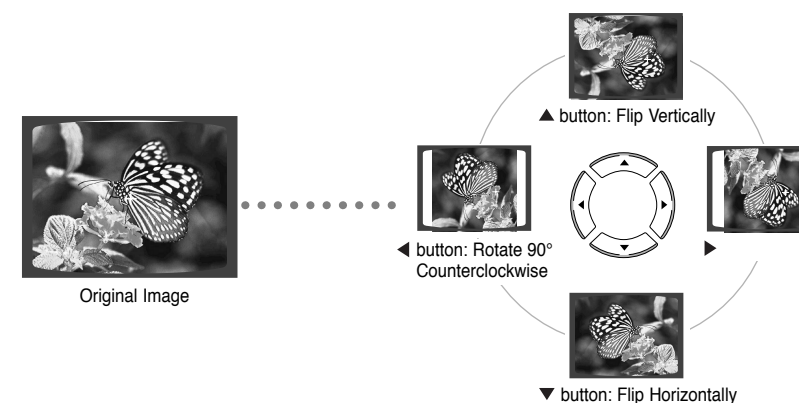 ▲ button: Flip Vertically
◀ button: Rotate 90°
Counterclockwise
▶
Original Image
▼ button: Flip Horizontally